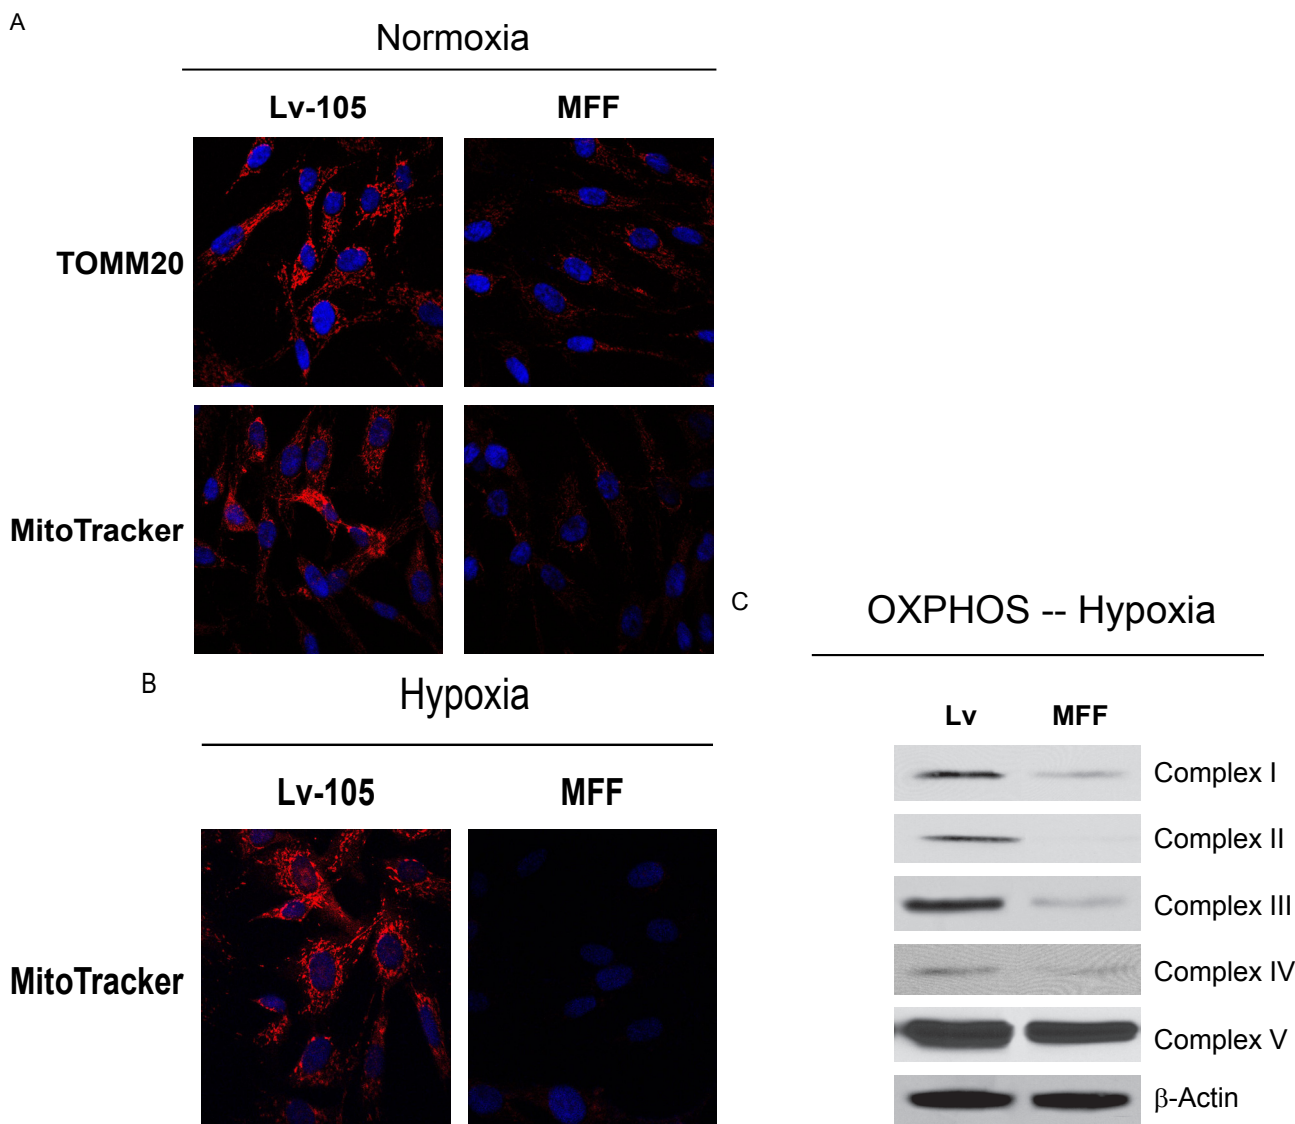 A
Normoxia
Lv-105 MFF
TOMM20
MitoTracker
B
Hypoxia
Lv-105 MFF
MitoTracker
C
OXPHOS -- Hypoxia
Lv MFF
Complex I
Complex II
Complex III
Complex IV
Complex V
β-Actin